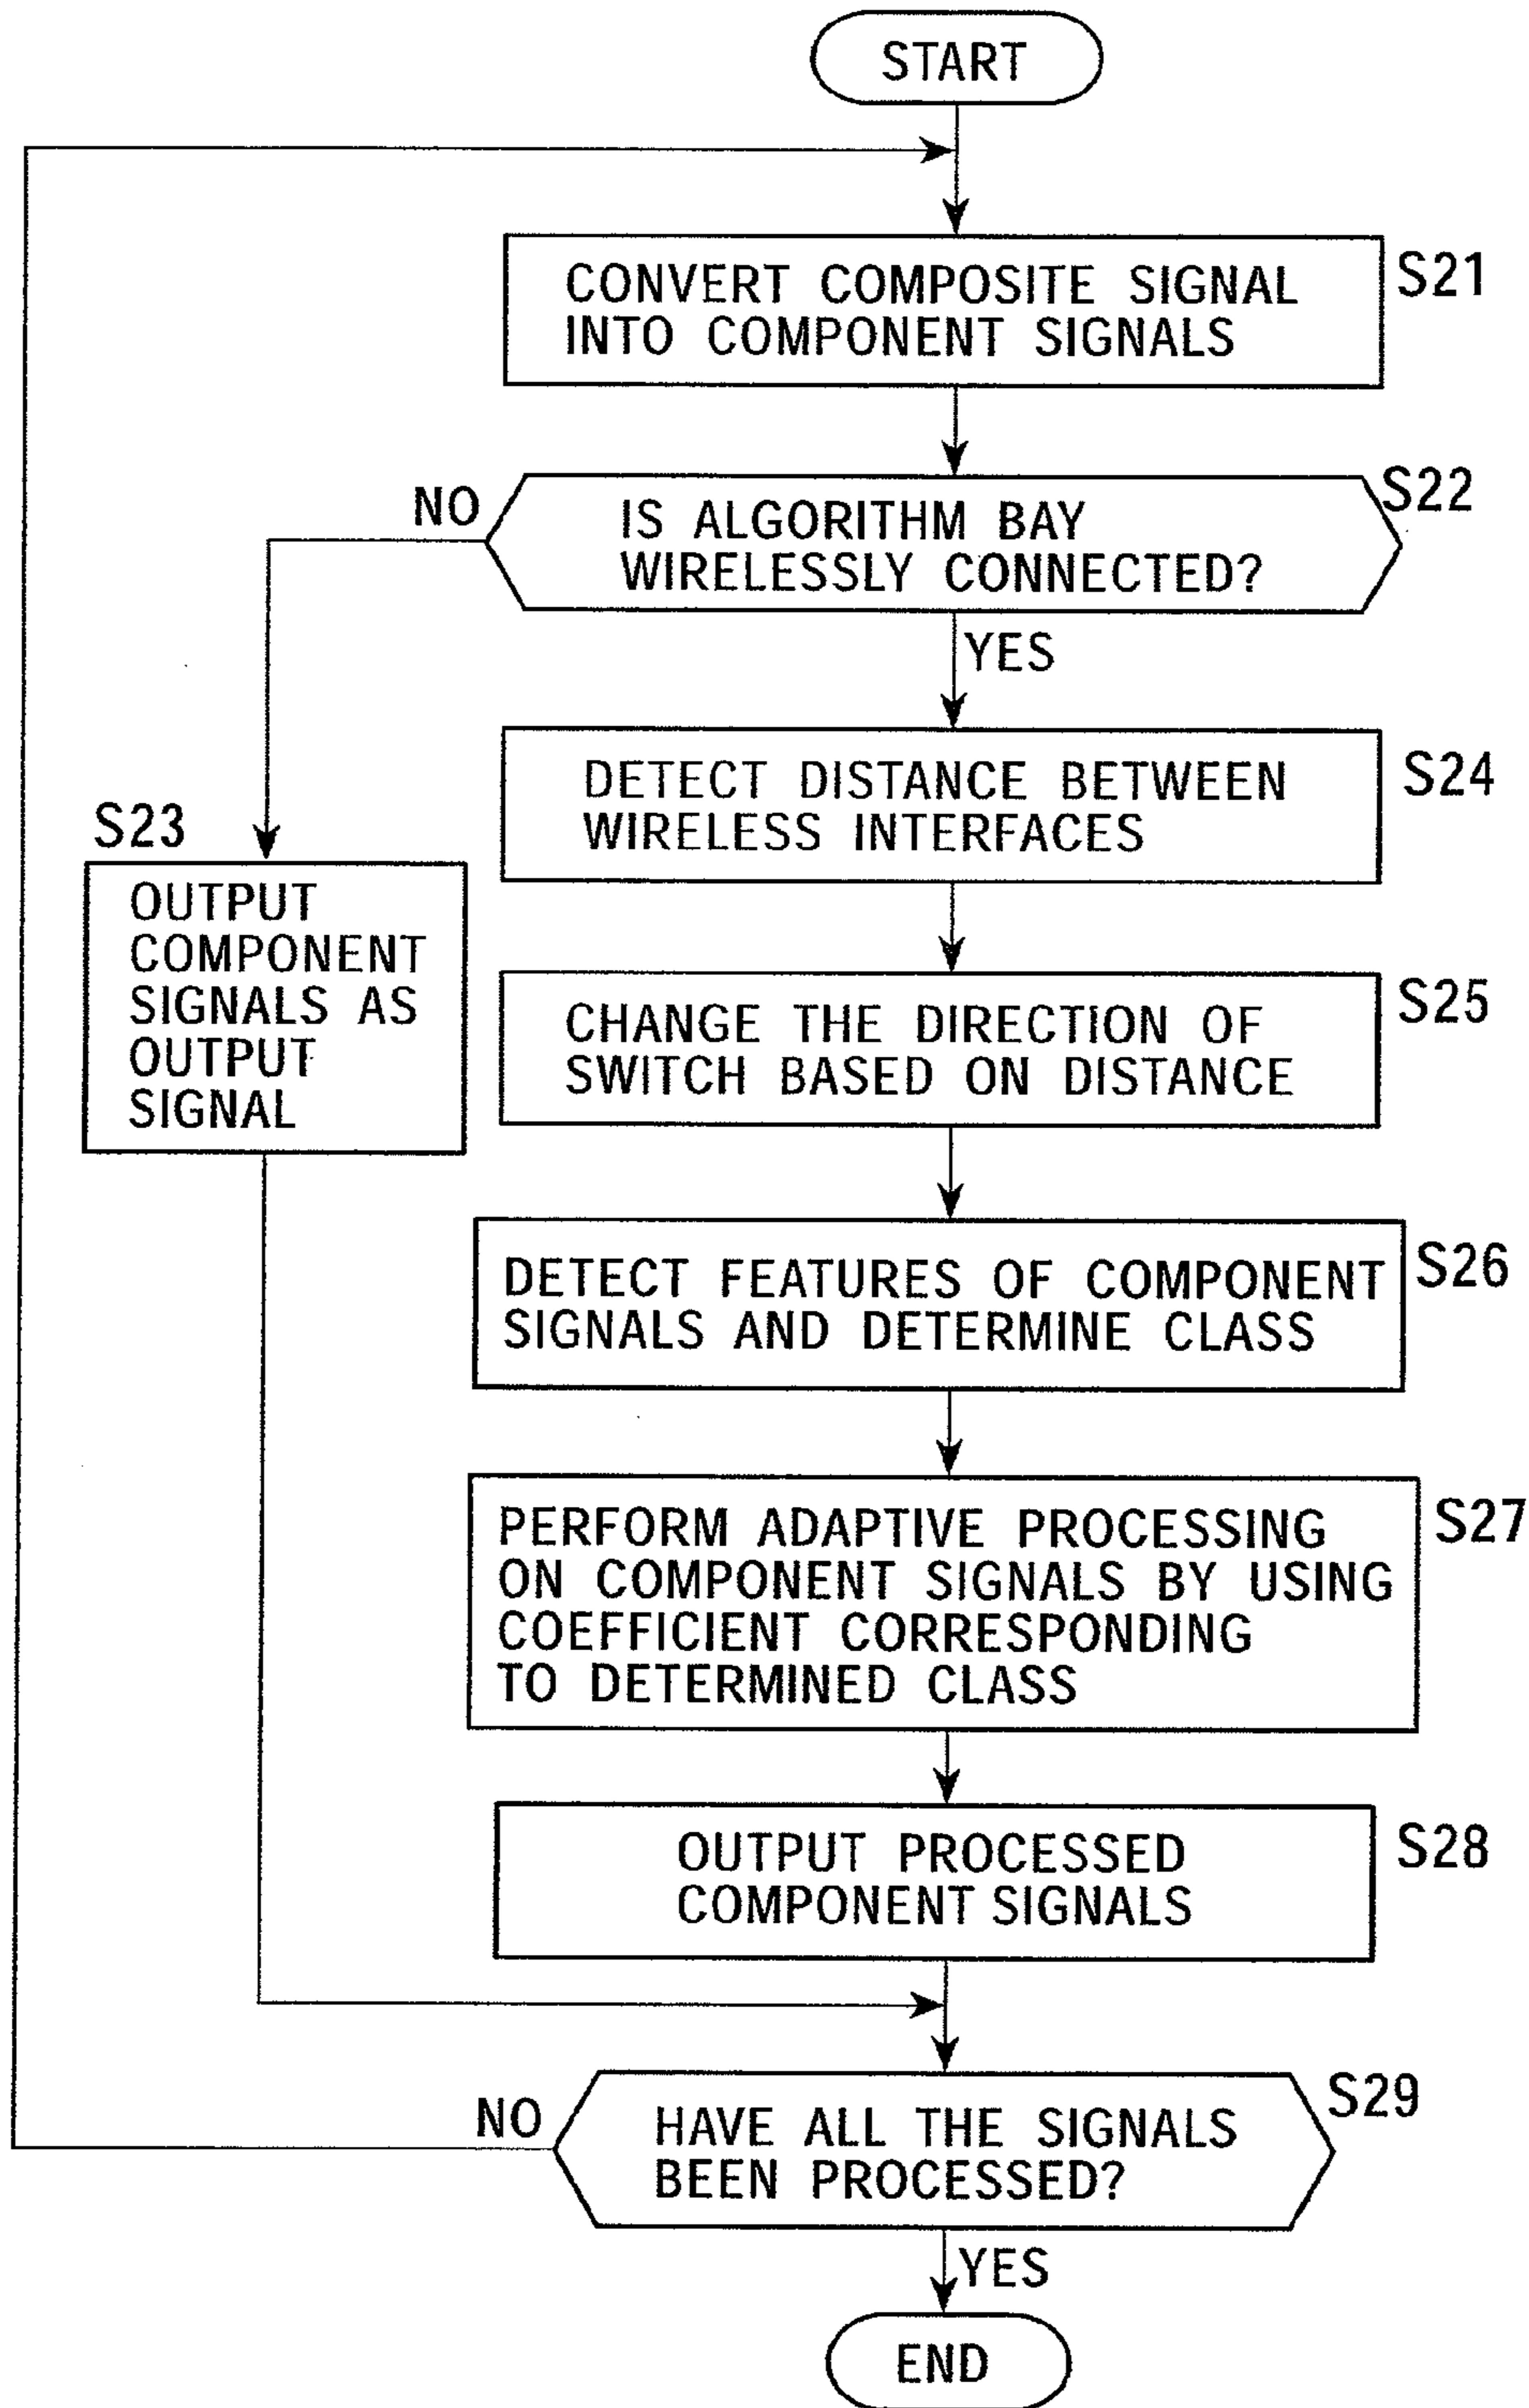 START
CONVERT COMPOSITE SIGNAL
INTO COMPONENT SIGNALS
S21
NO
IS ALGORITHM BAY
WIRELESSLY CONNECTED?
S22
YES
DETECT DISTANCE BETWEEN
WIRELESS INTERFACES
S24
S23
OUTPUT
COMPONENT
SIGNALS AS
OUTPUT
SIGNAL
CHANGE THE DIRECTION OF
SWITCH BASED ON DISTANCE
S25
DETECT FEATURES OF COMPONENT
SIGNALS AND DETERMINE CLASS
S26
PERFORM ADAPTIVE PROCESSING
ON COMPONENT SIGNALS BY USING
COEFFICIENT CORRESPONDING
TO DETERMINED CLASS
S27
OUTPUT PROCESSED
COMPONENT SIGNALS
S28
NO
HAVE ALL THE SIGNALS
BEEN PROCESSED?
S29
YES
END